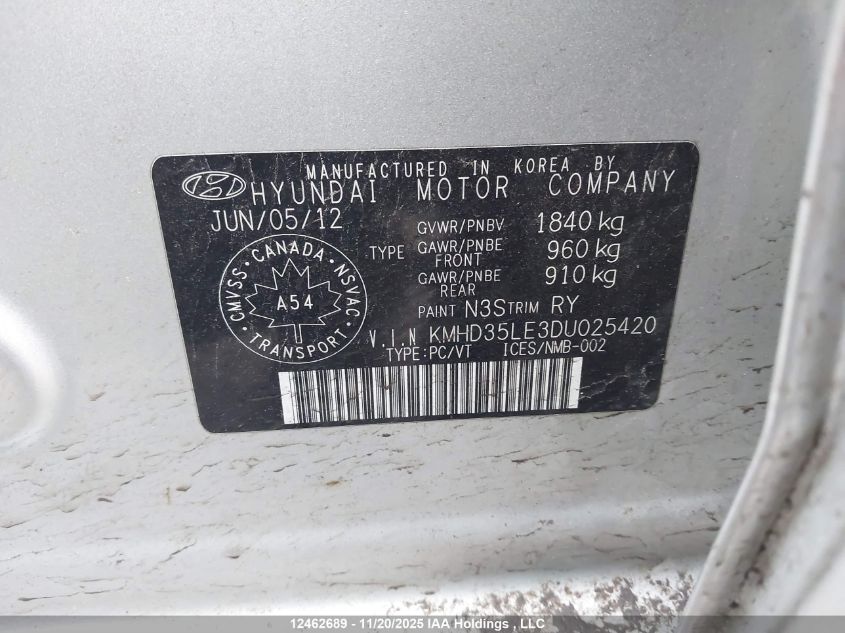 MANUFACTURED IN KOREA BY
HYUNDAI MOTOR COMPANY
JUN/05/12
GVWR/PNBV 1840 kg
TYPE GAWR/PNBE FRONT 960 kg
GAWR/PNBE REAR 910 kg
CMVSS • CANADA • NSVAC • TRANSPORT •
A54
PAINT N3S TRIM RY
V.I.N KMHD35LE3DU025420
TYPE:PC/VT ICES/NMB-002
12462689 - 11/20/2025 IAA Holdings, LLC